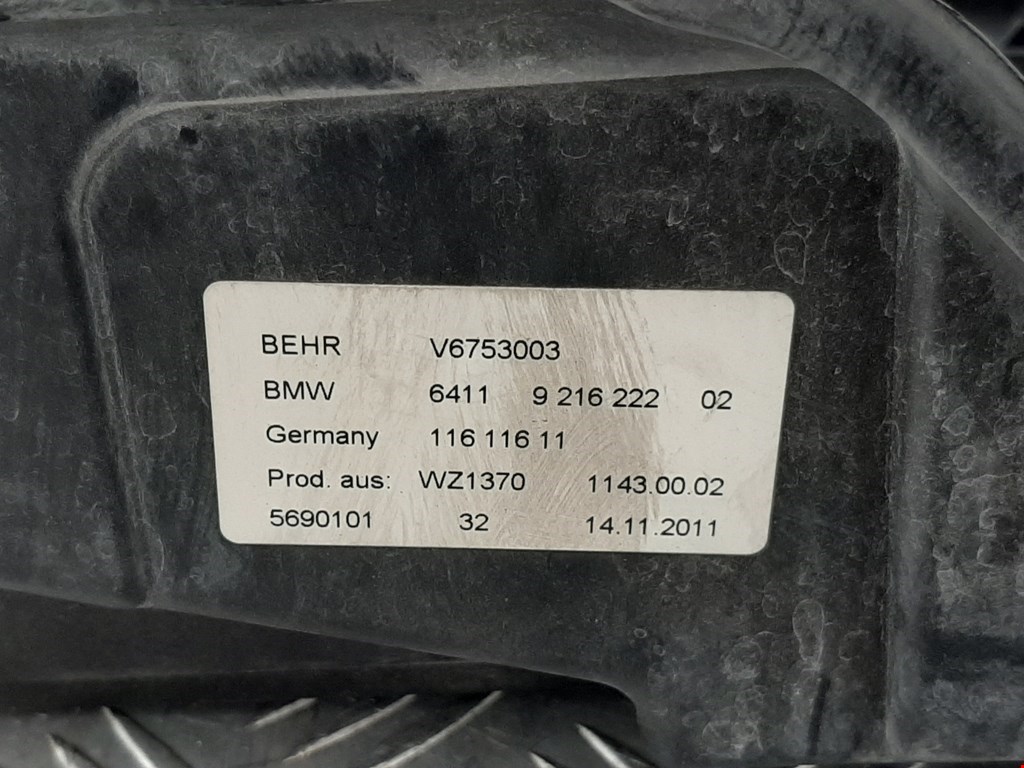 BEHR V6753003
BMW 6411 9 216 222 02
Germany 116 116 11
Prod. aus: WZ1370 1143.00.02
5690101 32 14.11.2011